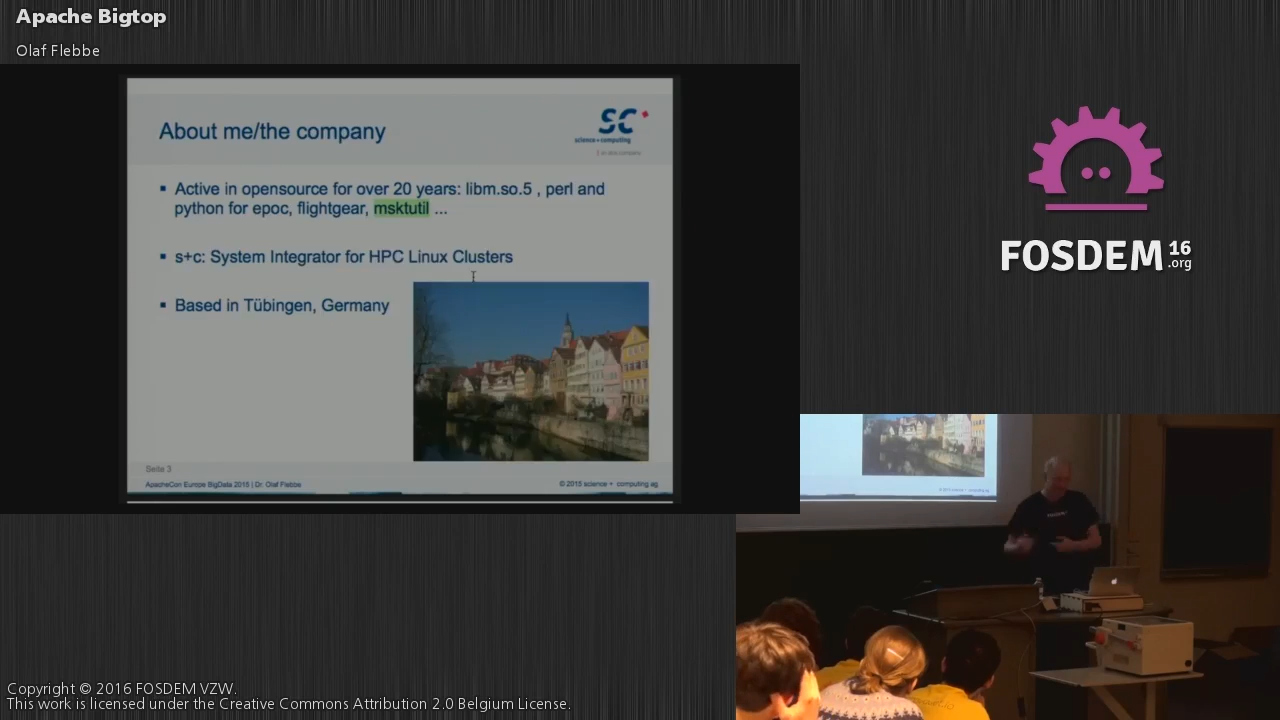 Apache Bigtop
Olaf Flebbe
About me/the company
SC
science + computing
Active in opensource for over 20 years: libm.so.5 , perl and
python for epoc, flightgear, msktutil ...
s+c: System Integrator for HPC Linux Clusters
Based in Tübingen, Germany
Seite 3
ApacheCon Europe BigData 2015 | Dr. Olaf Flebbe
© 2015 science + computing ag
FOSDEM 16
.org
Copyright © 2016 FOSDEM VZW.
This work is licensed under the Creative Commons Attribution 2.0 Belgium License.